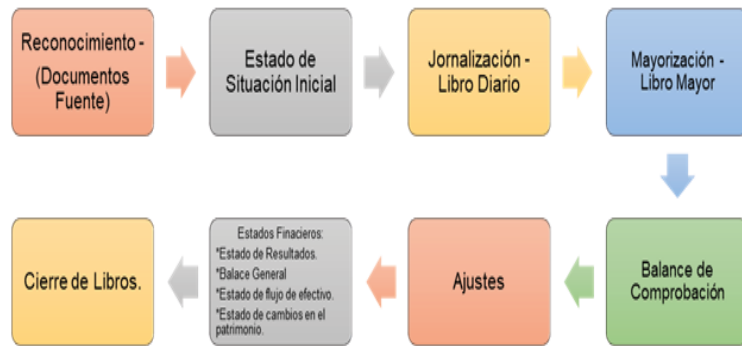 Reconocimiento -
(Documentos
Fuente)
Estado de
Situación Inicial
Jornalización -
Libro Diario
Mayorización -
Libro Mayor
Balance de
Comprobación
Ajustes
Estados Finacieros:
*Estado de Resultados.
*Balace General
*Estado de flujo de efectivo.
*Estado de cambios en el
patrimonio.
Cierre de Libros.